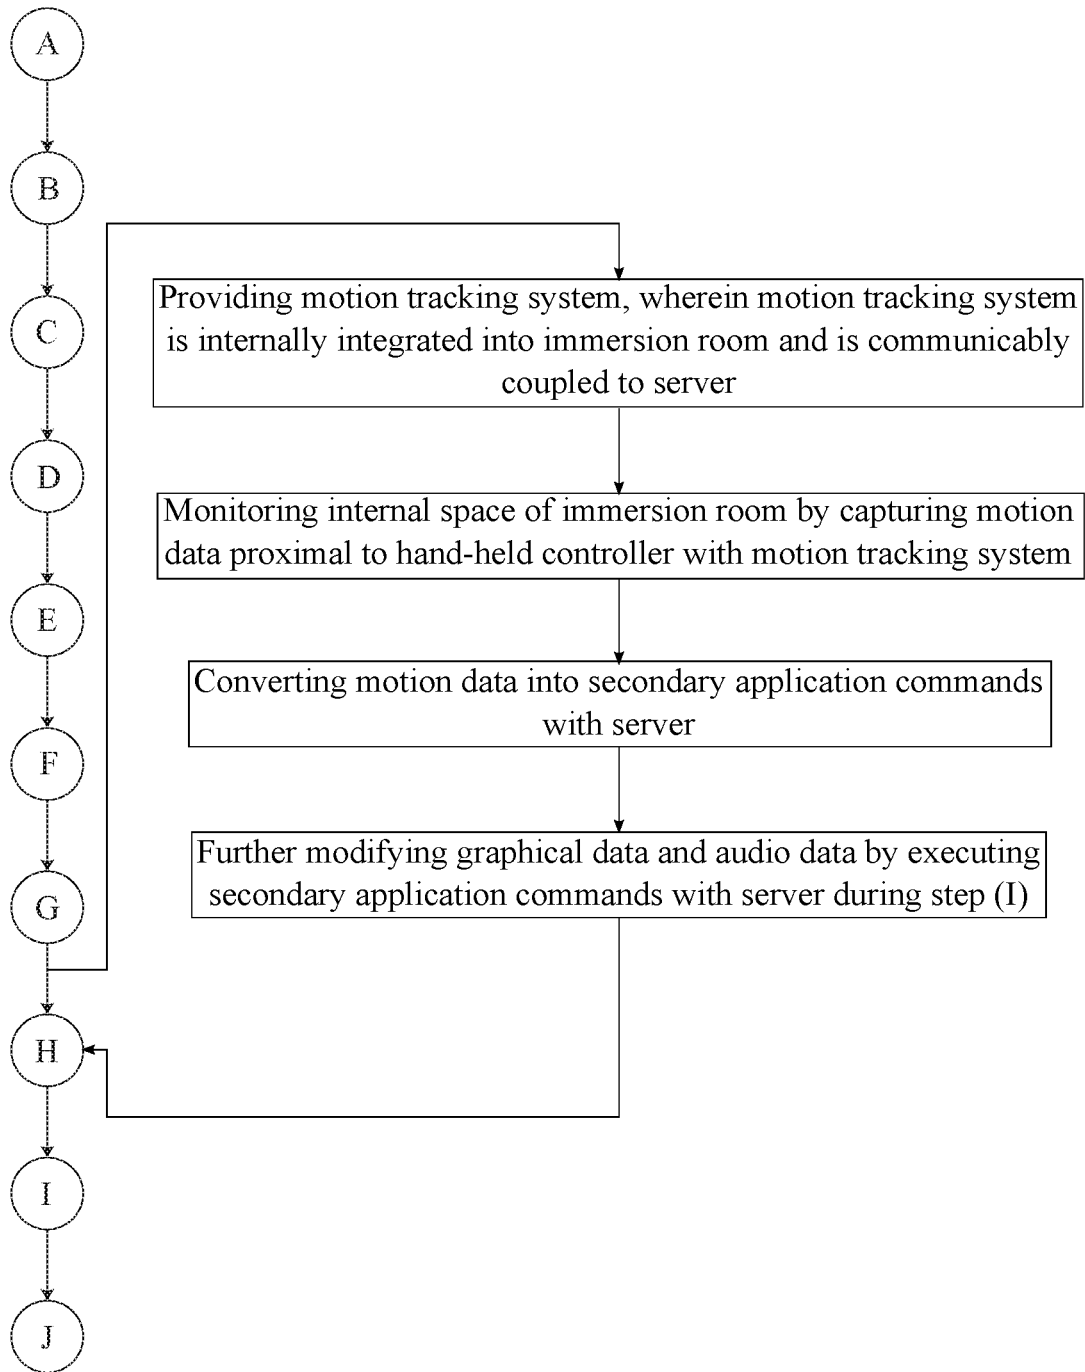 A
B
C
D
E
F
G
H
I
J
Providing motion tracking system, wherein motion tracking system
is internally integrated into immersion room and is communicably
coupled to server
Monitoring internal space of immersion room by capturing motion
data proximal to hand-held controller with motion tracking system
Converting motion data into secondary application commands
with server
Further modifying graphical data and audio data by executing
secondary application commands with server during step (I)